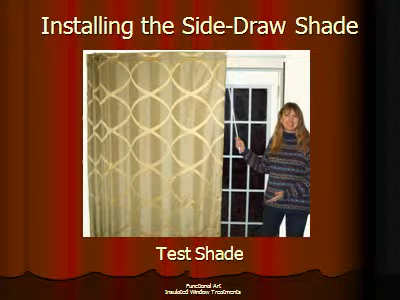 Installing the Side-Draw Shade
Test Shade
Functional Art
Insulated Window Treatments